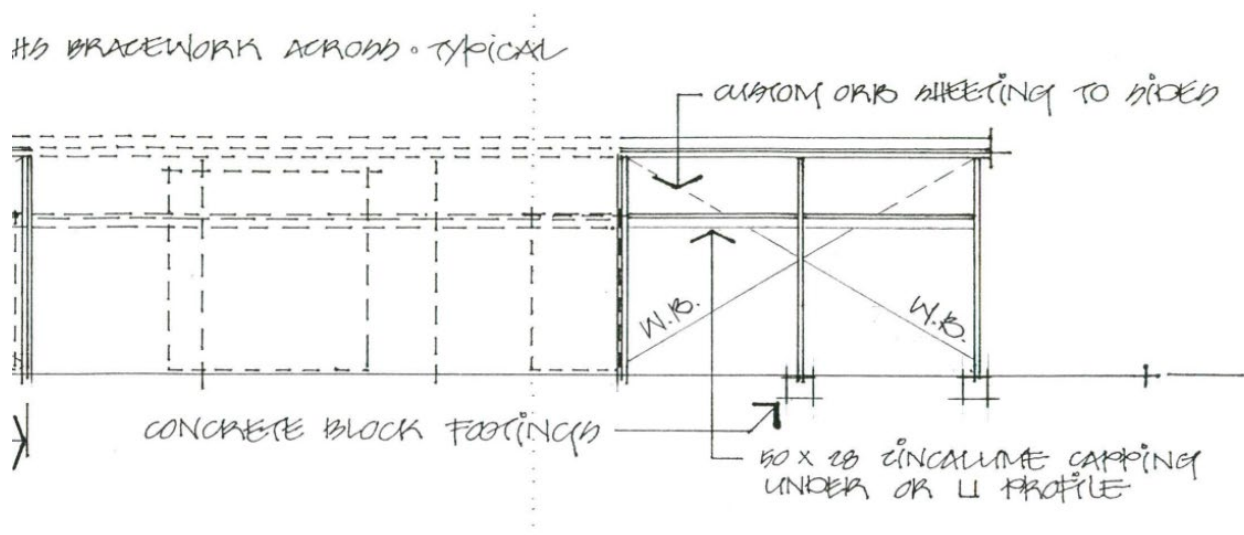 HS BRACEWORK ACROSS • TYPICAL
CUSTOM ORB SHEETING TO SIDES
W.B.
W.B.
CONCRETE BLOCK FOOTINGS
50 x 28 ZINCALUME CAPPING
UNDER OR ⊔ PROFILE